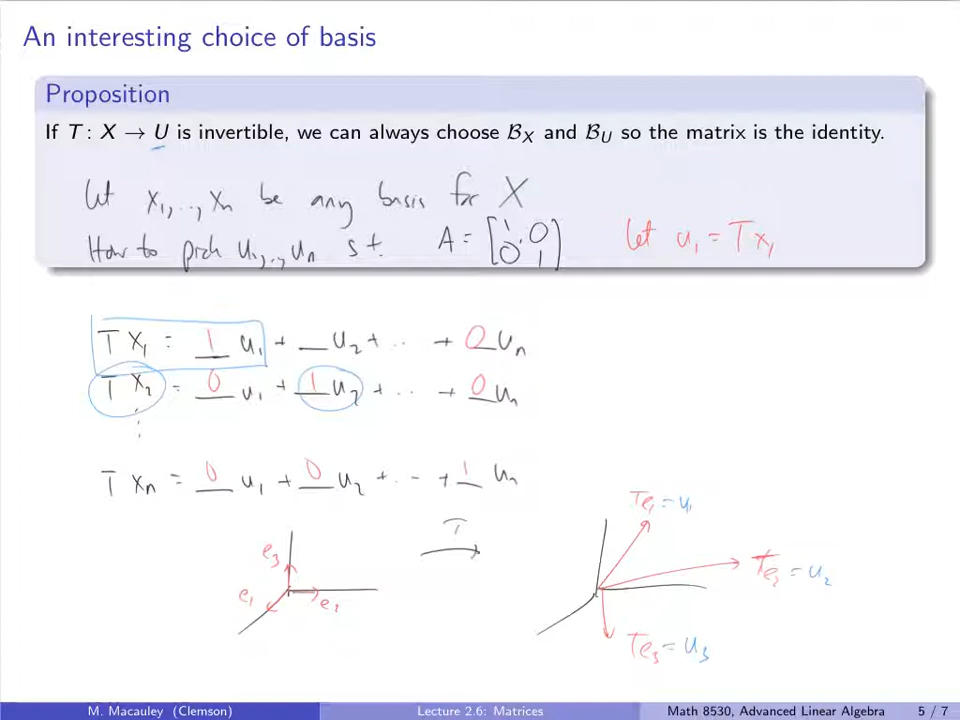 An interesting choice of basis
Proposition
If T : X → U is invertible, we can always choose B_X and B_U so the matrix is the identity.
Let x₁,..,xₙ be any basis for X
How to pick u₁,..,uₙ s.t. A = [1 0 0 1]
let u₁ = Tx₁
T x₁ = 1 u₁ + __ u₂ + ... + 0 uₙ
T x₂ = 0 u₁ + 1 u₂ + ... + 0 uₙ
⋮
T xₙ = 0 u₁ + 0 u₂ + ... + 1 uₙ
T
e₃
e₁
e₂
Te₁ = u₁
Te₂ = u₂
Te₃ = u₃
M. Macauley (Clemson)
Lecture 2.6: Matrices
Math 8530, Advanced Linear Algebra
5 / 7